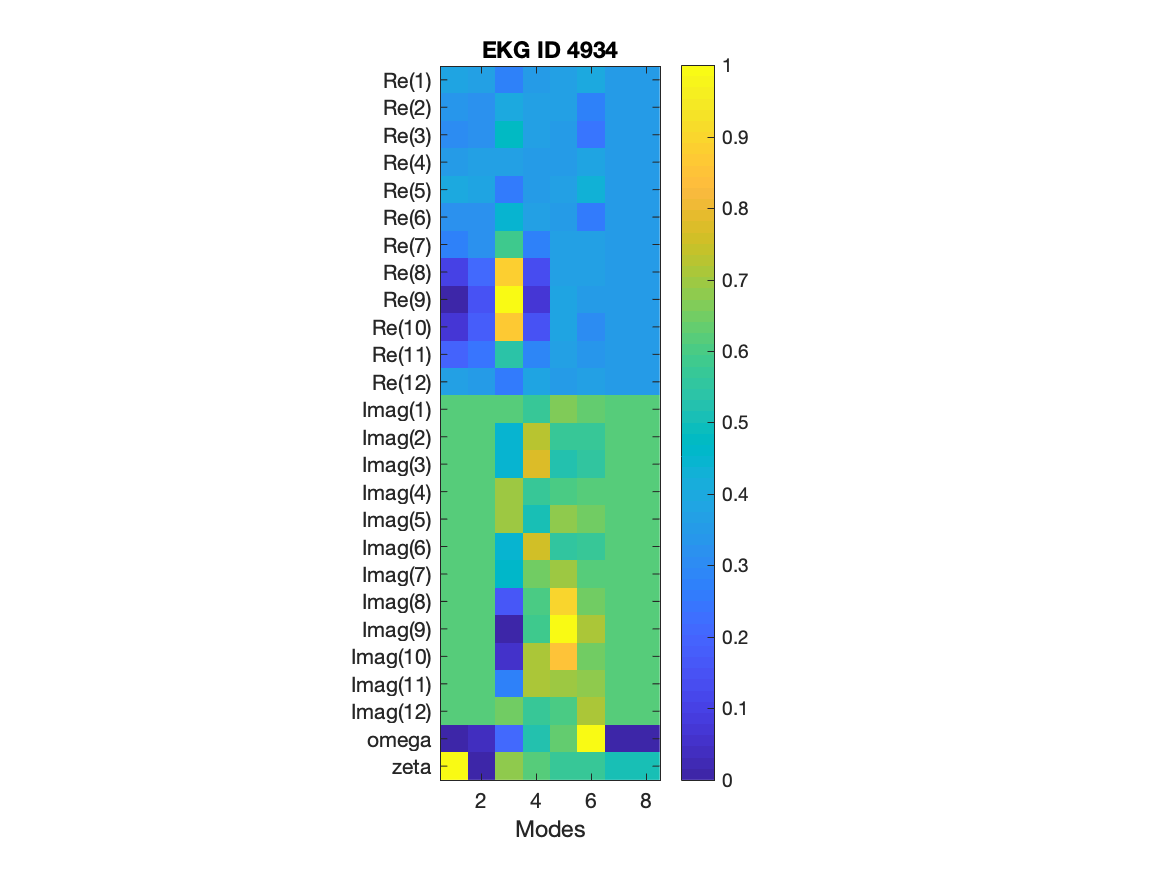 EKG ID 4934
Re(1)
Re(2)
Re(3)
Re(4)
Re(5)
Re(6)
Re(7)
Re(8)
Re(9)
Re(10)
Re(11)
Re(12)
Imag(1)
Imag(2)
Imag(3)
Imag(4)
Imag(5)
Imag(6)
Imag(7)
Imag(8)
Imag(9)
Imag(10)
Imag(11)
Imag(12)
omega
zeta
2 4 6 8
Modes
1
0.9
0.8
0.7
0.6
0.5
0.4
0.3
0.2
0.1
0